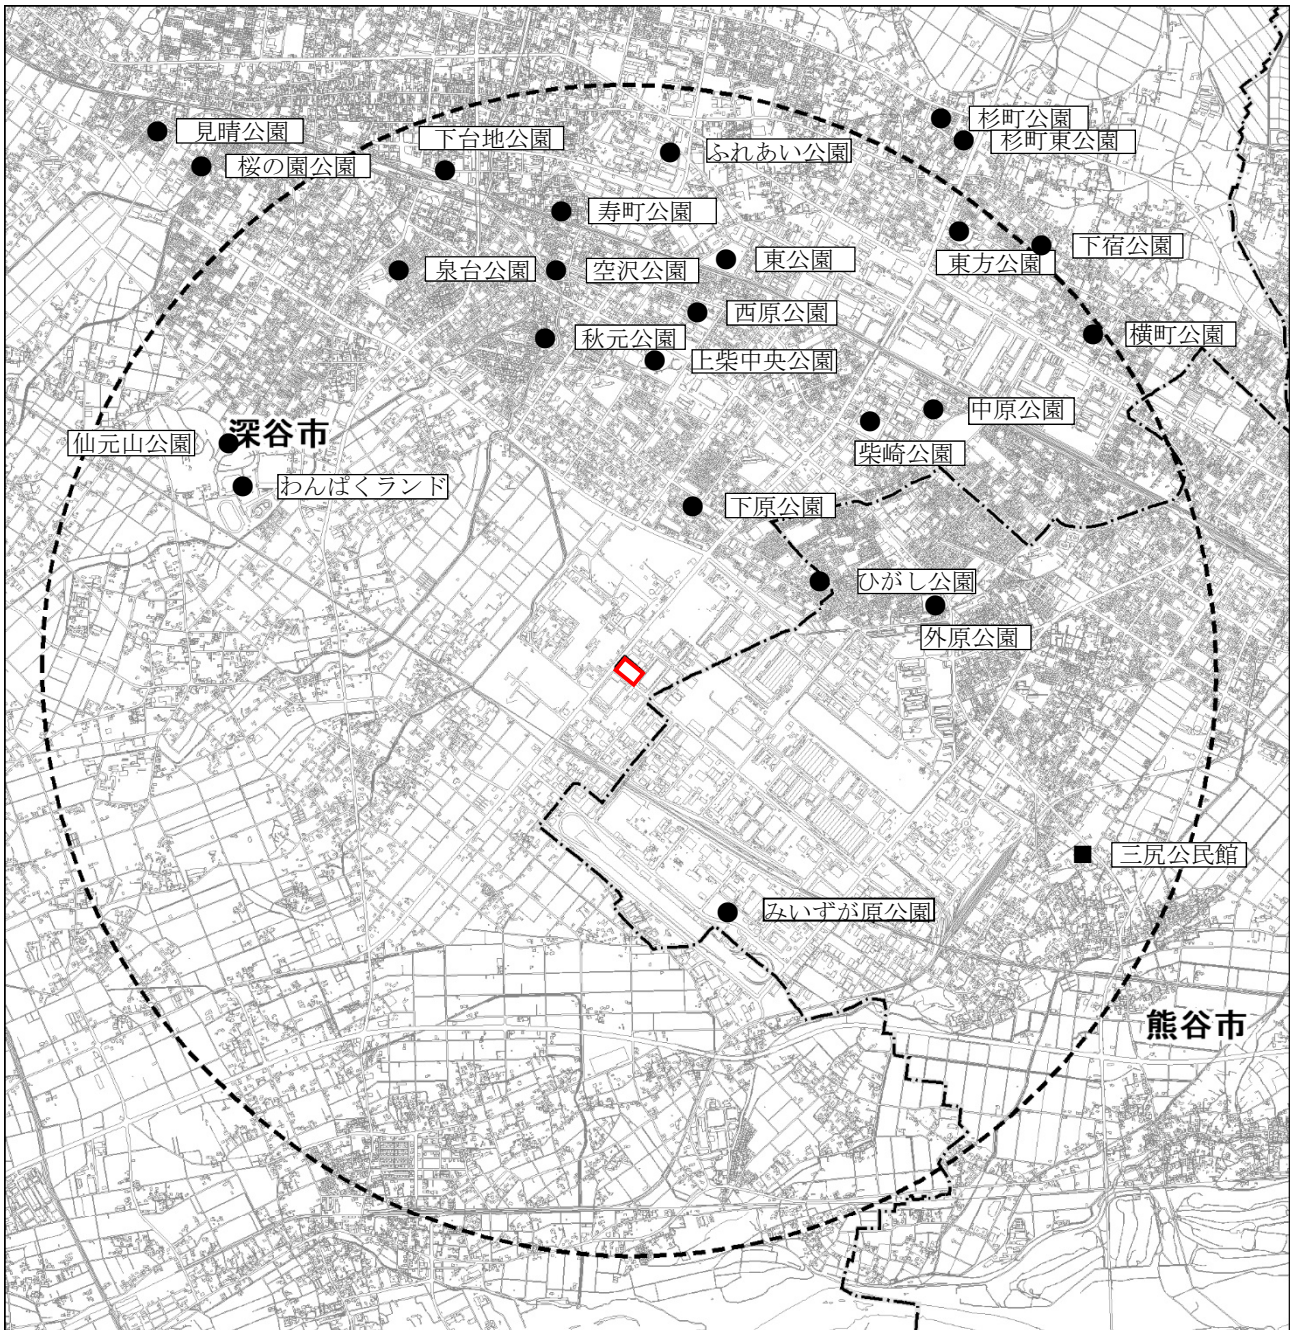 杉町公園
見晴公園
下台地公園
杉町東公園
ふれあい公園
桜の園公園
寿町公園
下宿公園
東公園
東方公園
泉台公園
空沢公園
西原公園
横町公園
秋元公園
上柴中央公園
中原公園
深谷市
仙元山公園
柴崎公園
わんぱくランド
下原公園
ひがし公園
外原公園
三尻公民館
みいずが原公園
熊谷市